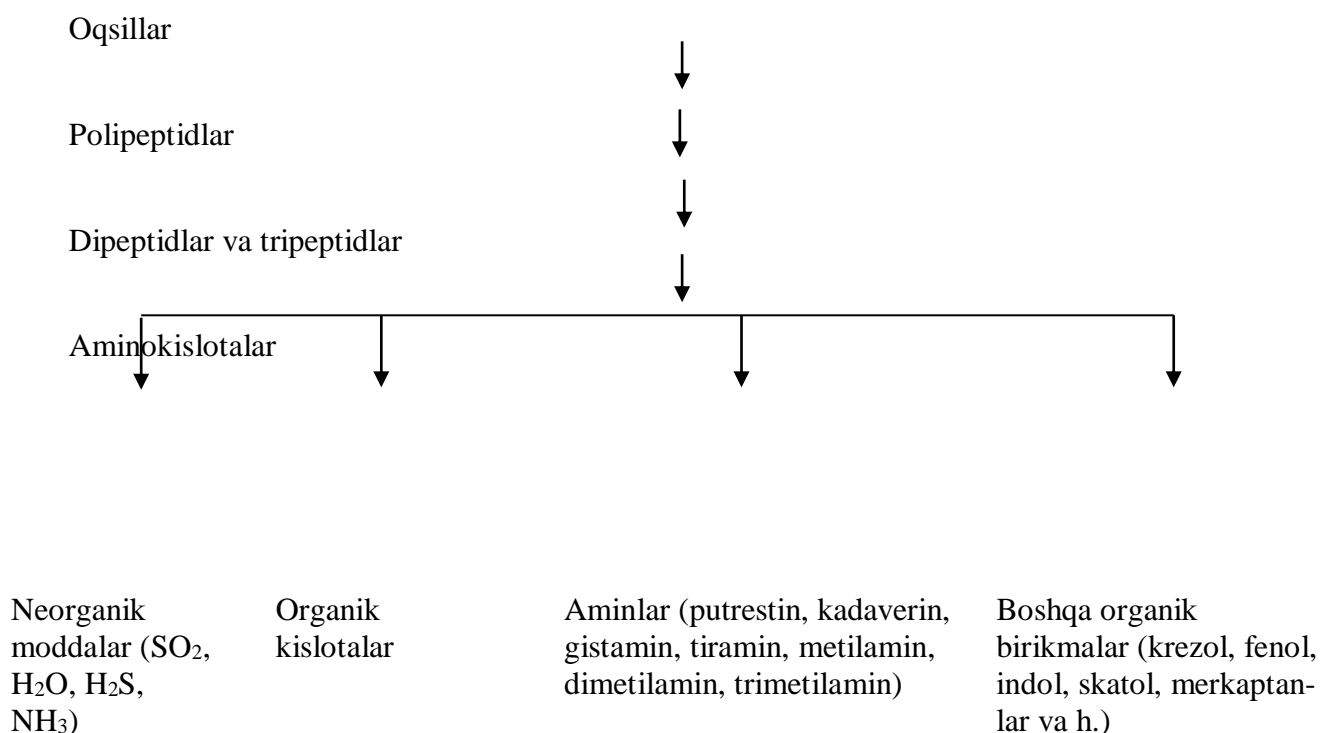 Oqsillar
Polipeptidlar
Dipeptidlar va tripeptidlar
Aminokislotalar
Neorganik
moddalar (SO₂,
H₂O, H₂S,
NH₃)
Organik
kislotalar
Aminlar (putrestin, kadaverin,
gistamin, tiramin, metilamin,
dimetilamin, trimetilamin)
Boshqa organik
birikmalar (krezol, fenol,
indol, skatol, merkaptan-
lar va h.)